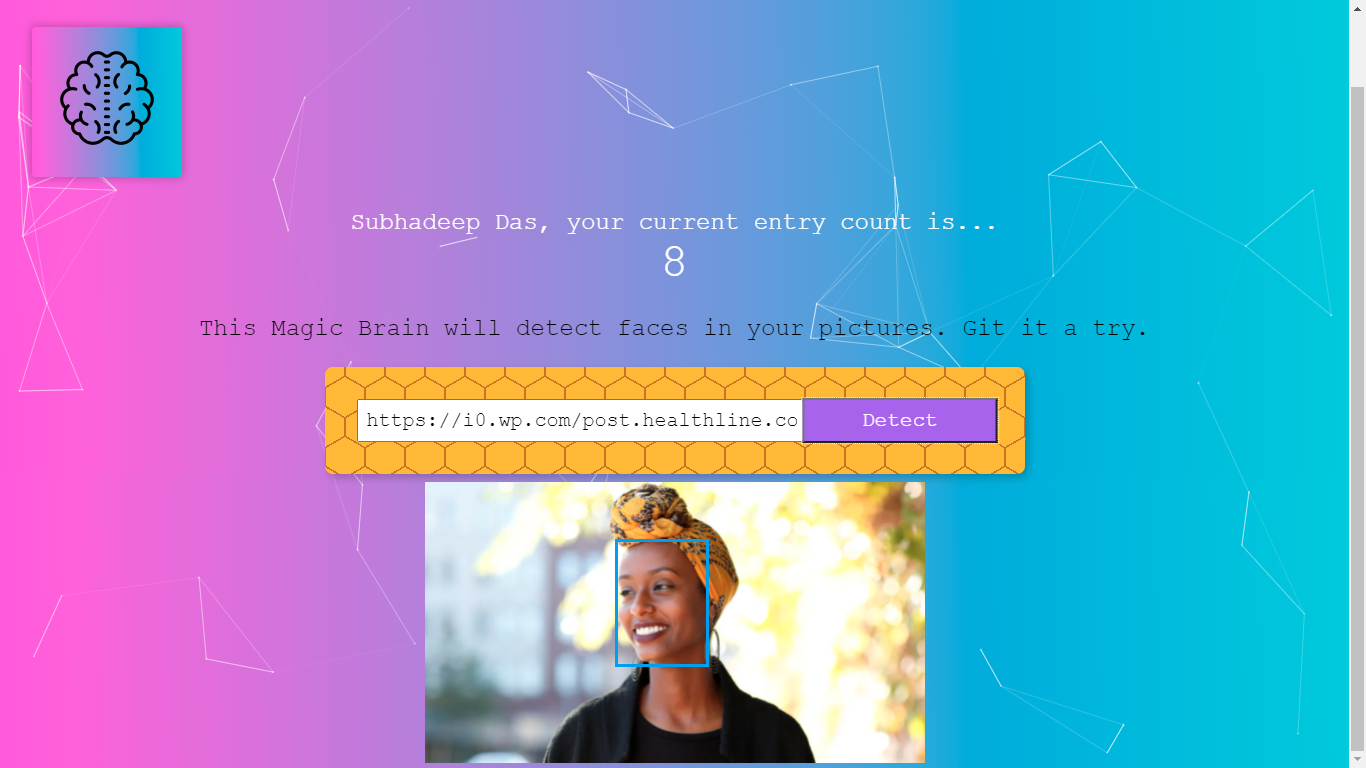 Subhadeep Das, your current entry count is...
8
This Magic Brain will detect faces in your pictures. Git it a try.
https://i0.wp.com/post.healthline.co
Detect